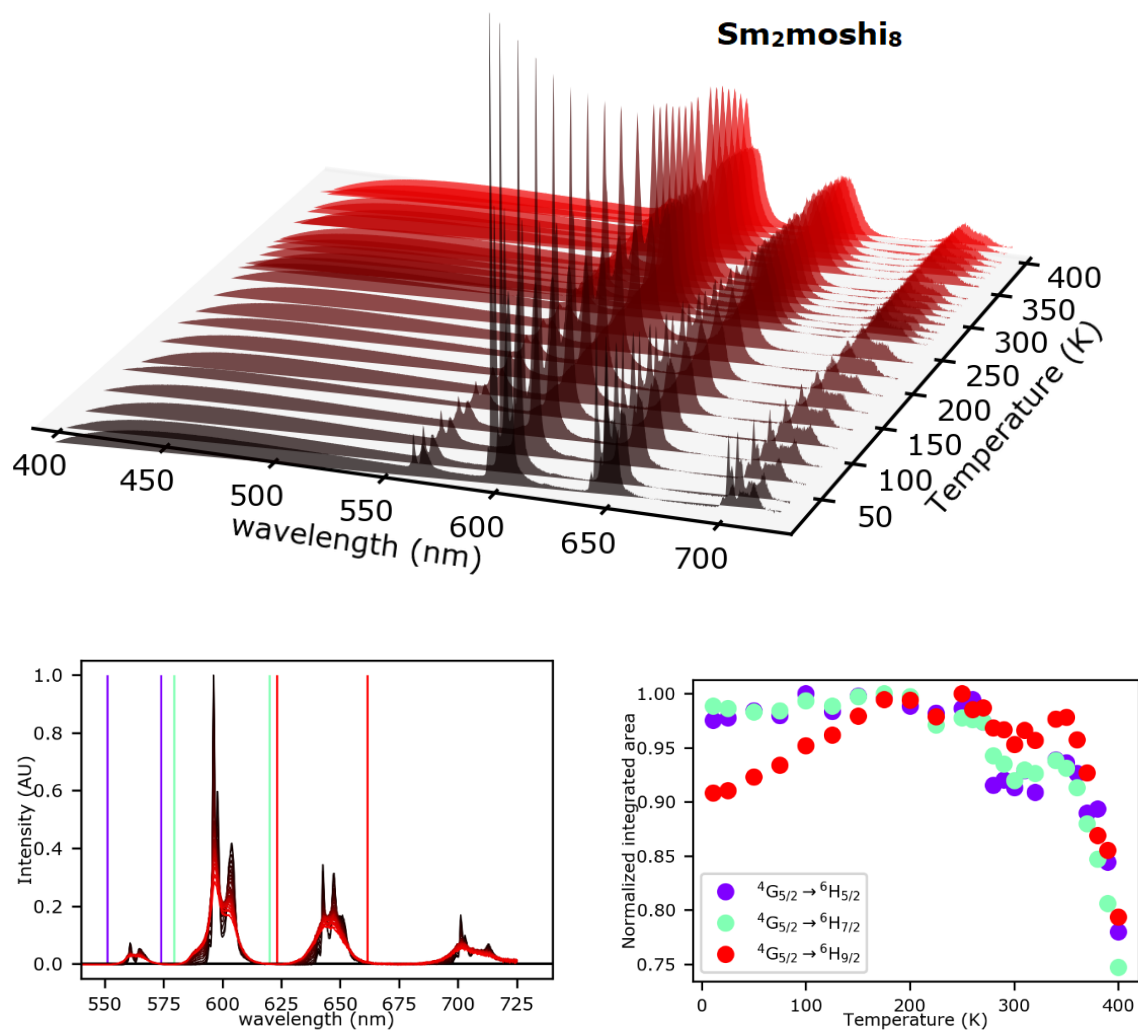 Sm₂moshi₈
400
450
500
550
600
650
700
wavelength (nm)
50
100
150
200
250
300
350
400
Temperature (K)
1.0
0.8
0.6
0.4
0.2
0.0
Intensity (AU)
550 575 600 625 650 675 700 725
wavelength (nm)
1.00
0.95
0.90
0.85
0.80
0.75
Normalized integrated area
⁴G₅/₂→⁶H₅/₂
⁴G₅/₂→⁶H₇/₂
⁴G₅/₂→⁶H₉/₂
0 100 200 300 400
Temperature (K)